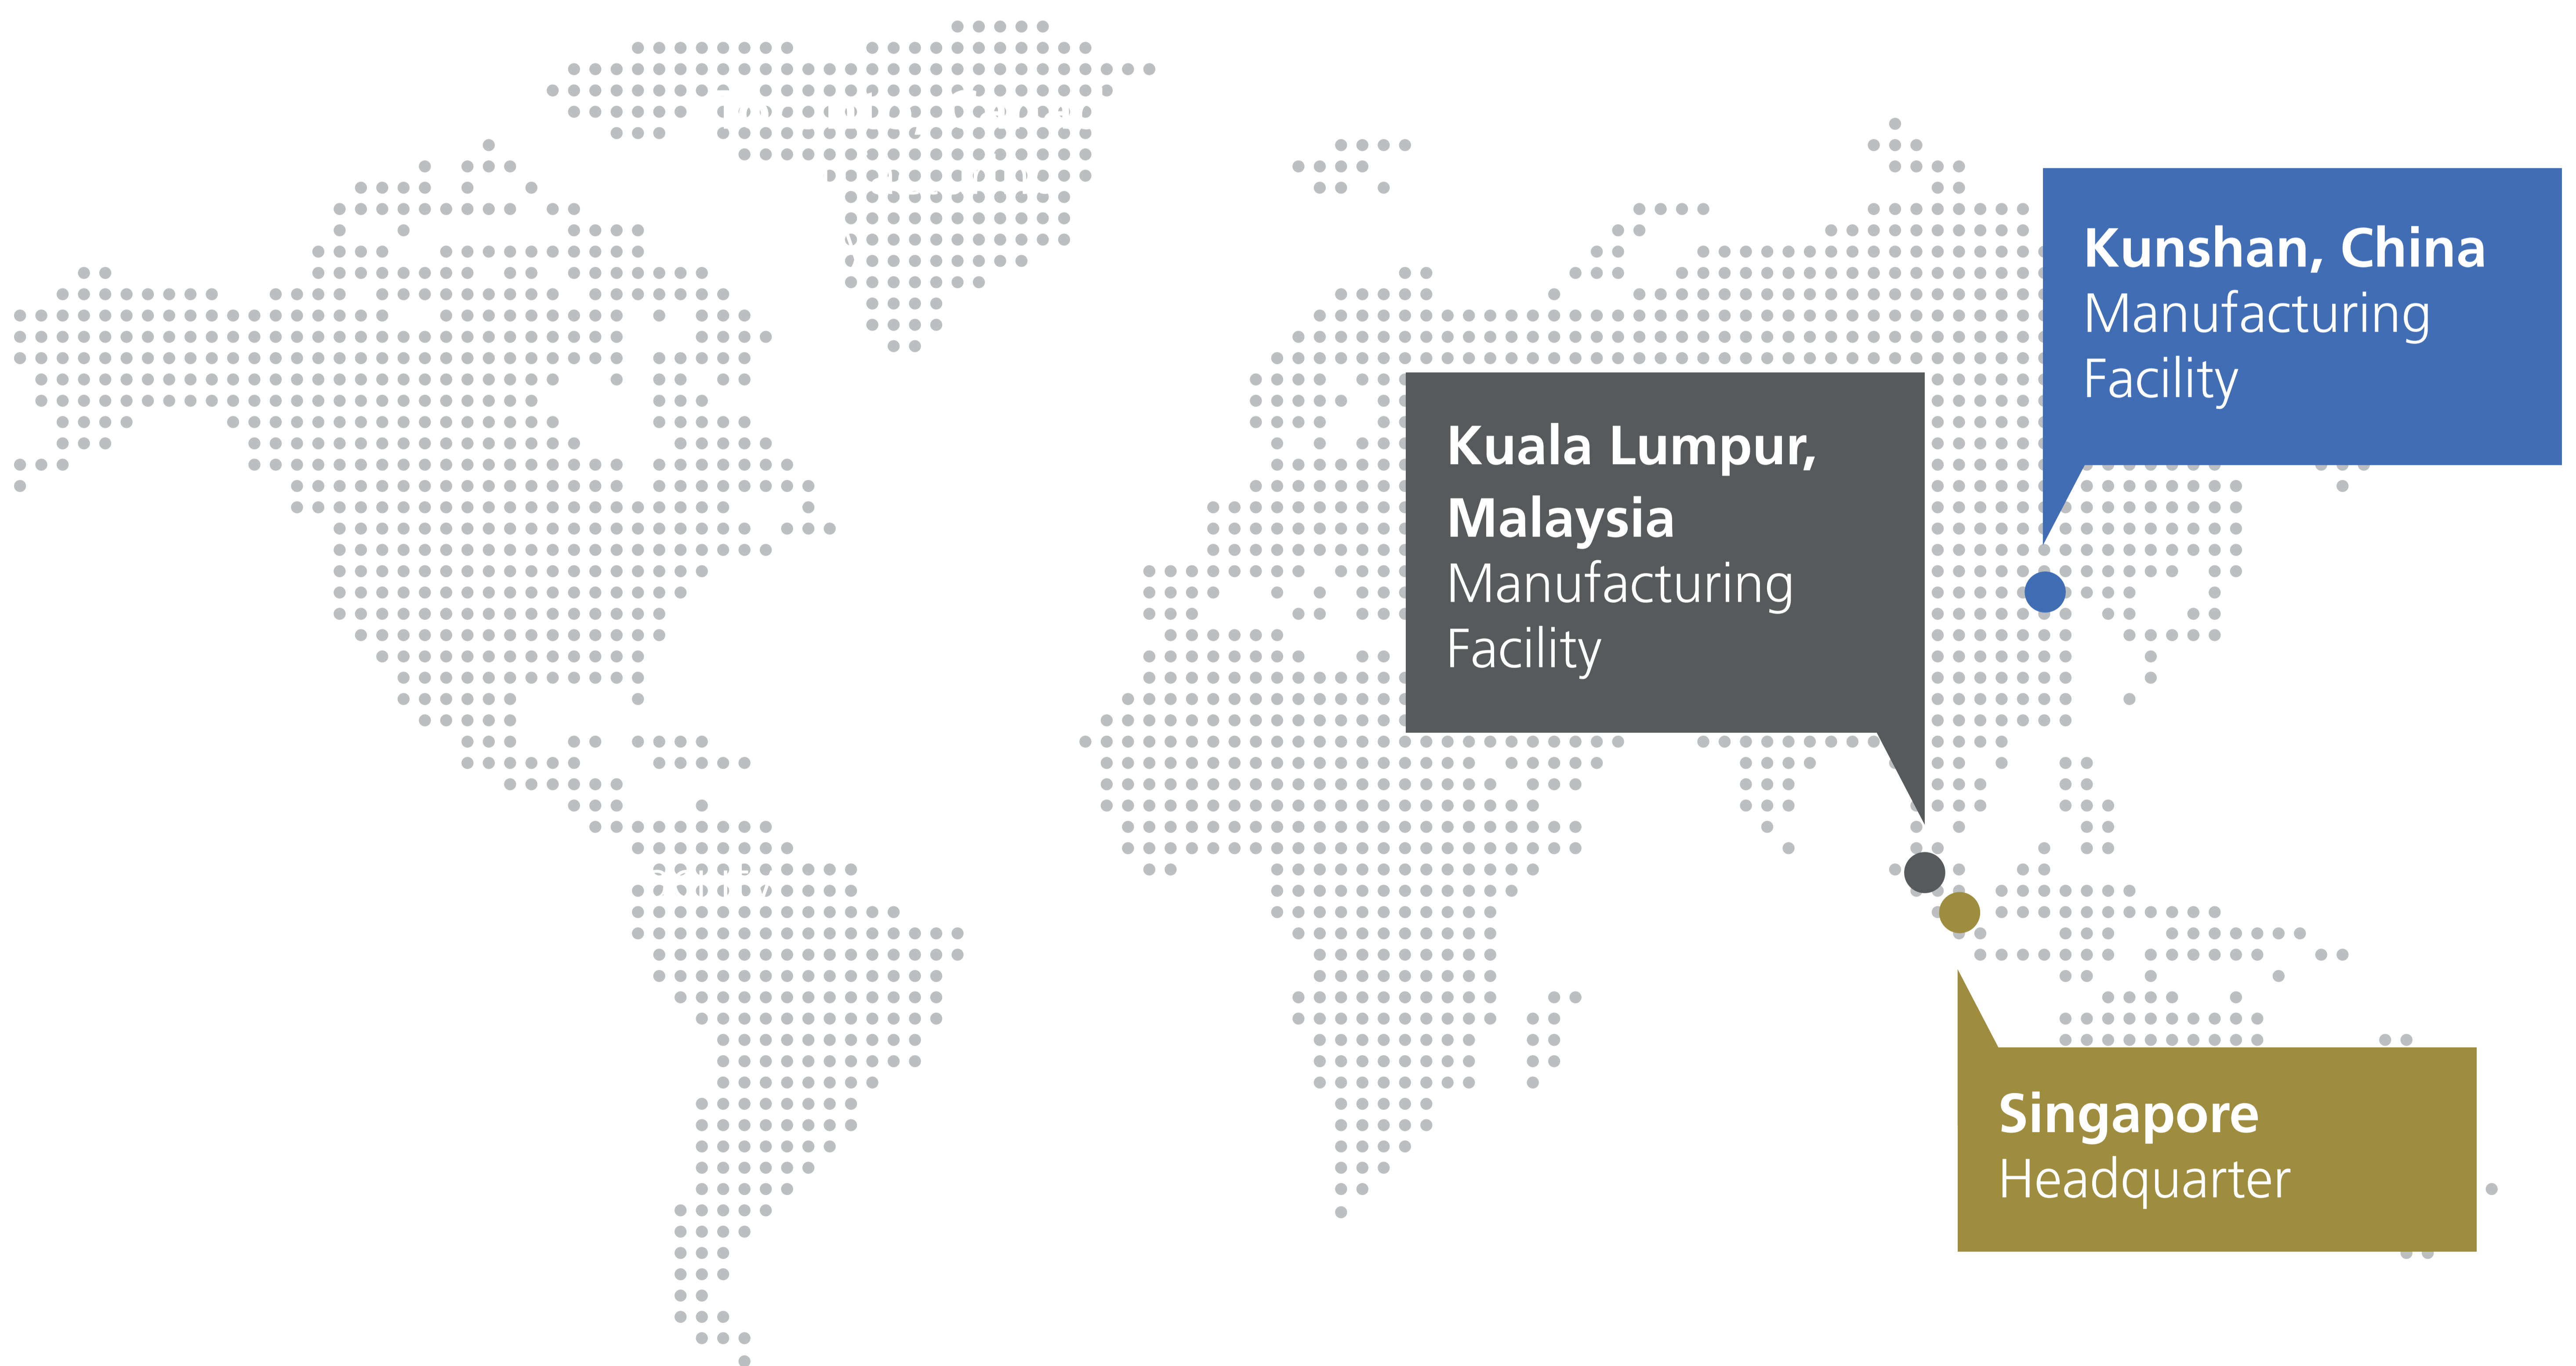 Kunshan, China
Manufacturing
Facility
Kuala Lumpur,
Malaysia
Manufacturing
Facility
Singapore
Headquarter